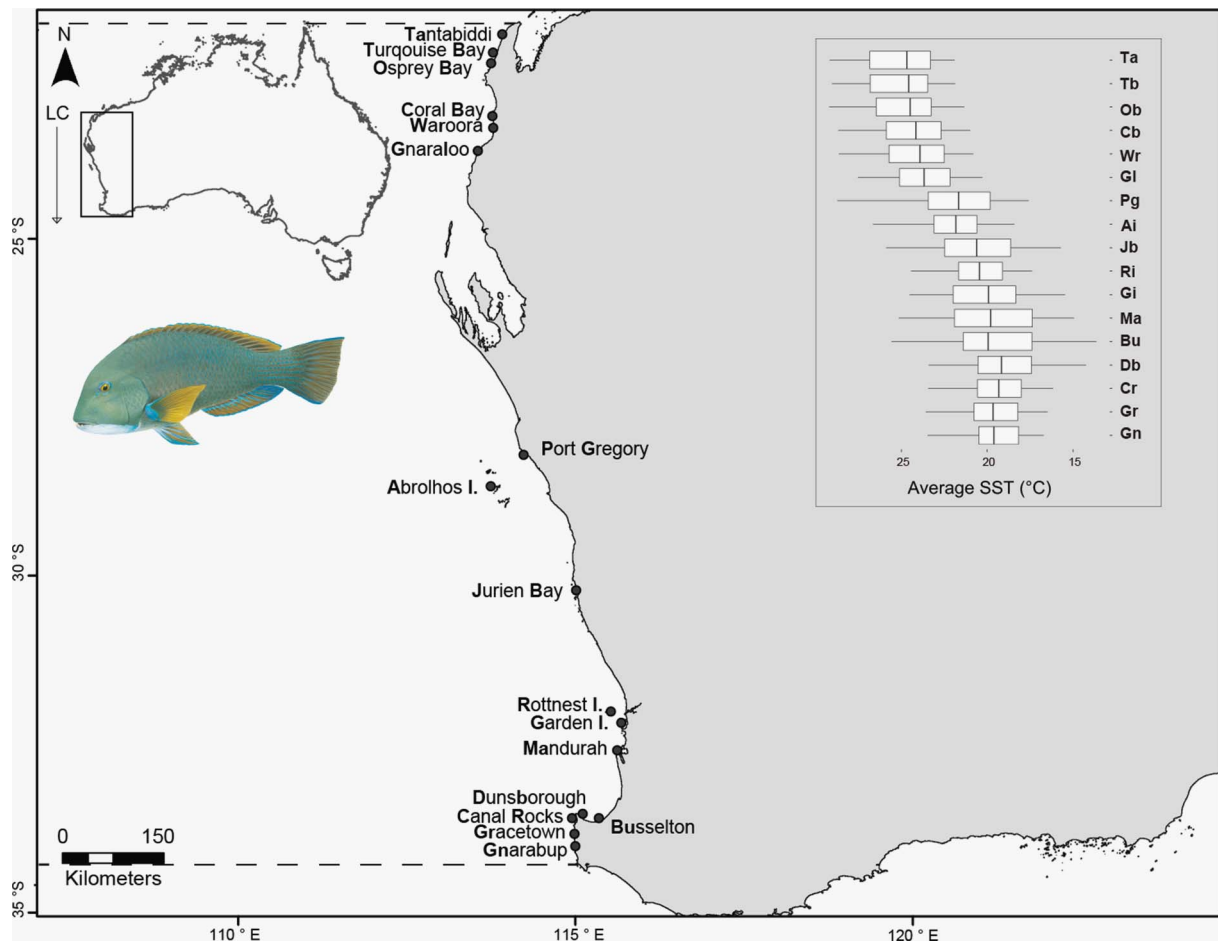 N
LC
Tantabiddi
Turqouise Bay
Osprey Bay
Coral Bay
Waroora
Gnaraloo
Port Gregory
Abrolhos I.
Jurien Bay
Rottnest I.
Garden I.
Mandurah
Dunsborough
Canal Rocks
Gracetown
Gnarabup
Busselton
0 150
Kilometers
25°S
30 °S
35°S
110 ° E
115 ° E
120 ° E
Ta
Tb
Ob
Cb
Wr
Gl
Pg
Ai
Jb
Ri
Gi
Ma
Bu
Db
Cr
Gr
Gn
25 20 15
Average SST (°C)